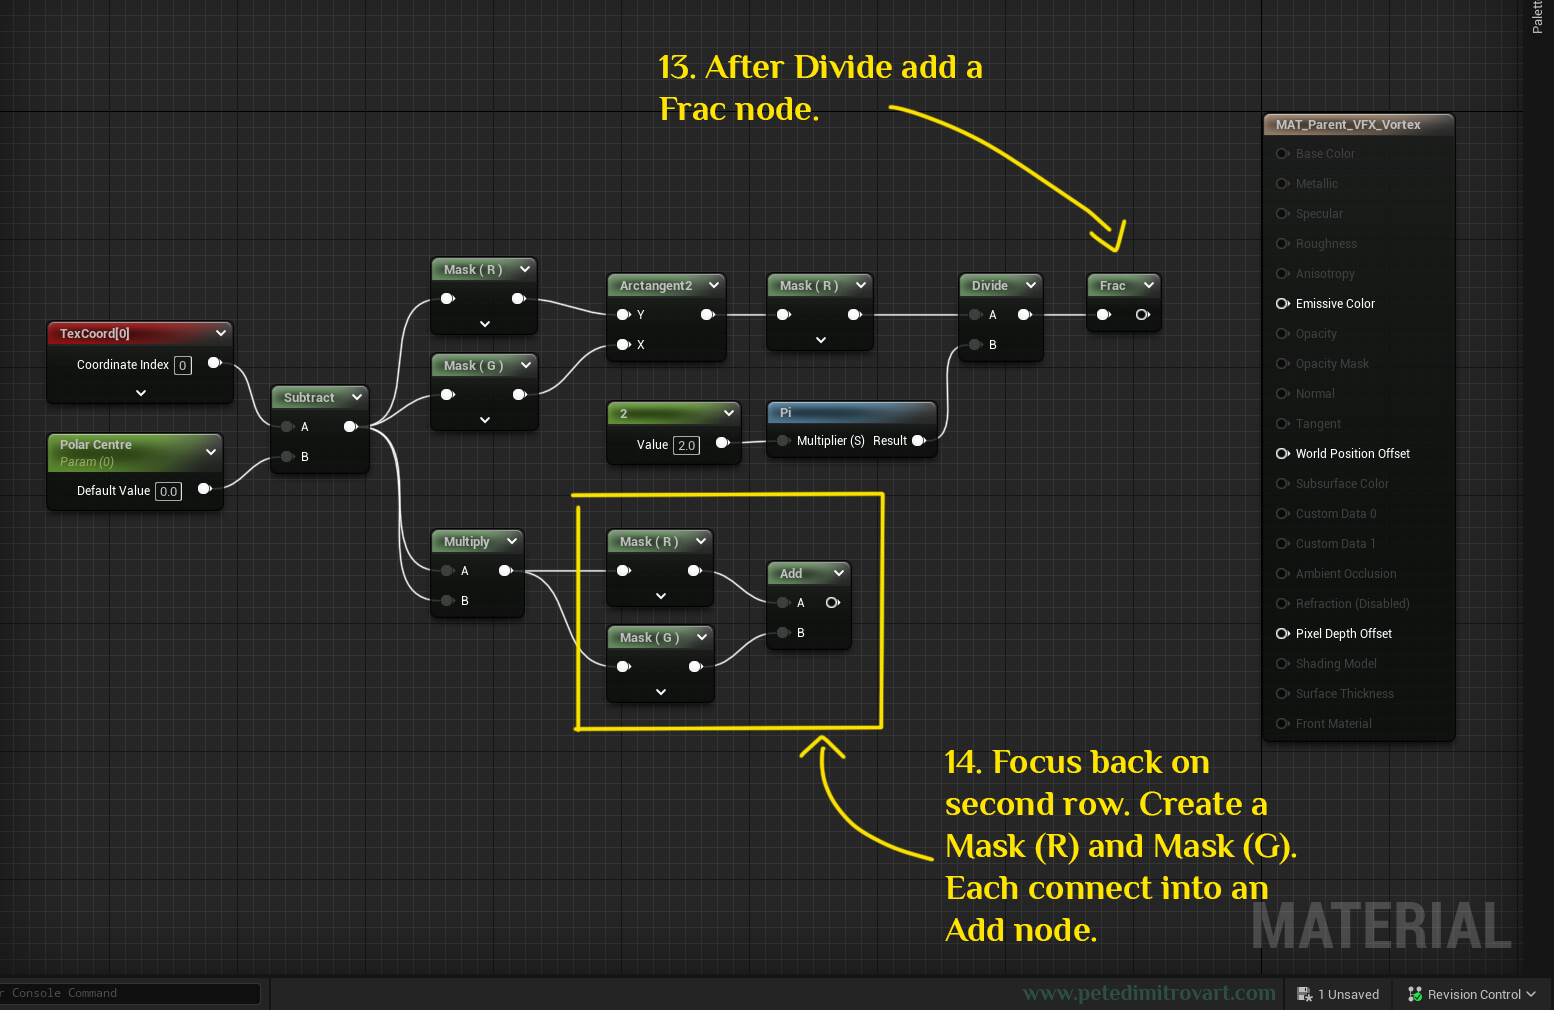 Palett
13. After Divide add a
Frac node.
MAT_Parent_VFX_Vortex
Base Color
Metallic
Specular
Roughness
Anisotropy
Emissive Color
Opacity
Opacity Mask
Normal
Tangent
World Position Offset
Subsurface Color
Custom Data 0
Custom Data 1
Ambient Occlusion
Refraction (Disabled)
Pixel Depth Offset
Shading Model
Surface Thickness
Front Material
TexCoord[0]
Coordinate Index 0
Polar Centre
Param (0)
Default Value 0.0
Subtract
A
B
Mask ( R )
Mask ( G )
Arctangent2
Y
X
Mask ( R )
Divide
A
B
Frac
2
Value 2.0
Pi
Multiplier (S) Result
Multiply
A
B
Mask ( R )
Mask ( G )
Add
A
B
14. Focus back on
second row. Create a
Mask (R) and Mask (G).
Each connect into an
Add node.
MATERIAL
r Console Command
www.petedimitrovart.com
1 Unsaved
Revision Control